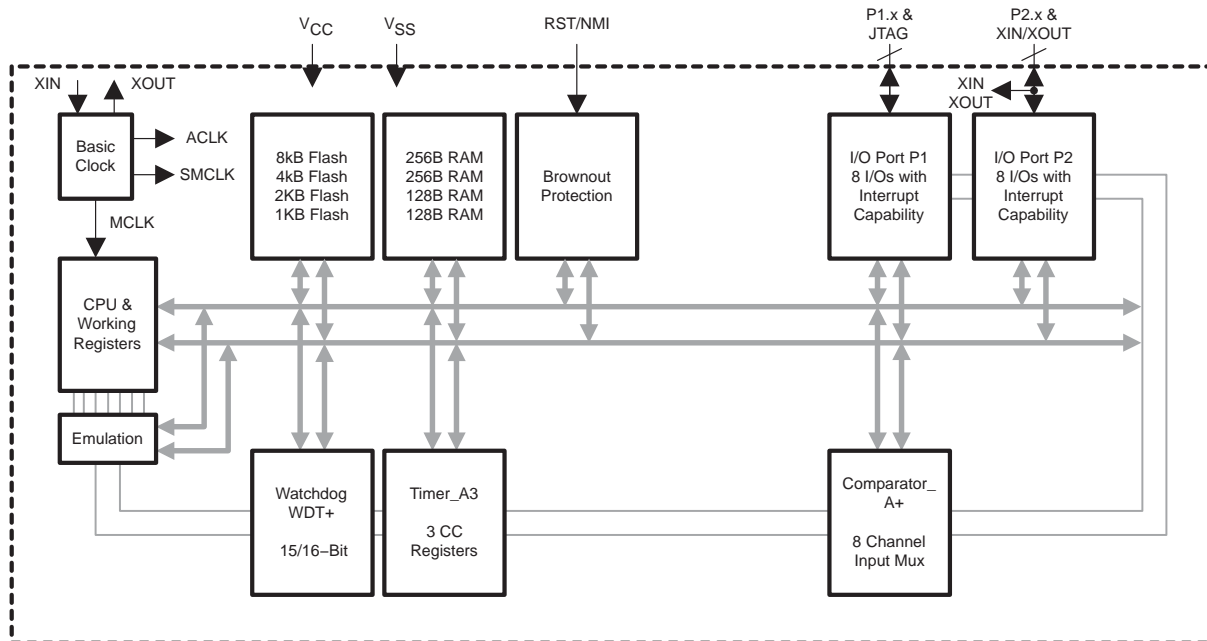 VCC
VSS
RST/NMI
P1.x &
JTAG
P2.x &
XIN/XOUT
XIN
XOUT
XIN
XOUT
Basic
Clock
ACLK
SMCLK
MCLK
8kB Flash
4kB Flash
2KB Flash
1KB Flash
256B RAM
256B RAM
128B RAM
128B RAM
Brownout
Protection
I/O Port P1
8 I/Os with
Interrupt
Capability
I/O Port P2
8 I/Os with
Interrupt
Capability
CPU &
Working
Registers
Emulation
Watchdog
WDT+
15/16−Bit
Timer_A3
3 CC
Registers
Comparator_
A+
8 Channel
Input Mux